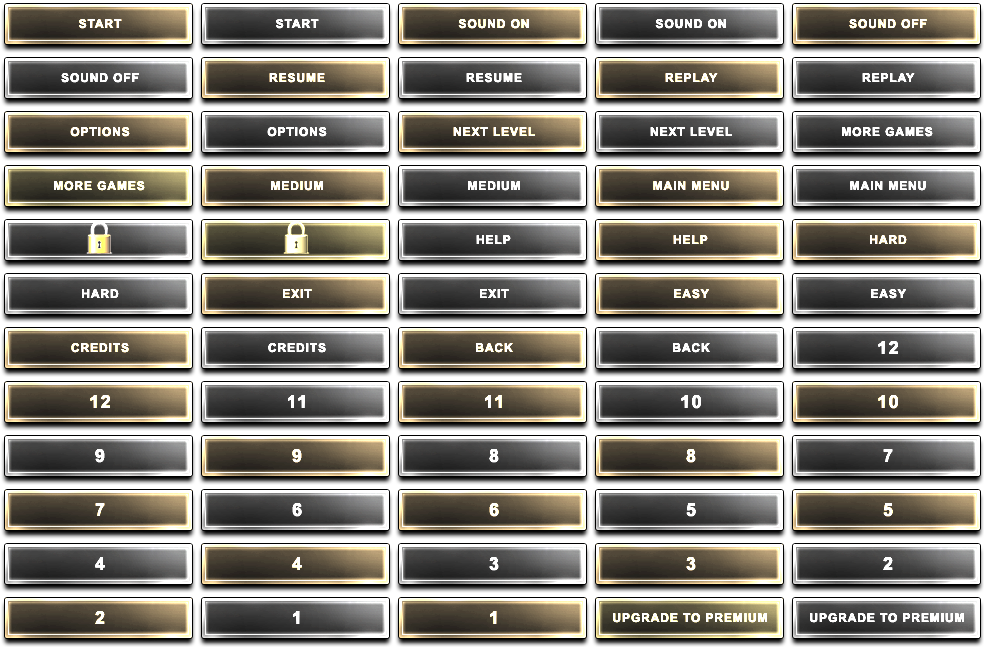 START START SOUND ON SOUND ON SOUND OFF
SOUND OFF RESUME RESUME REPLAY REPLAY
OPTIONS OPTIONS NEXT LEVEL NEXT LEVEL MORE GAMES
MORE GAMES MEDIUM MEDIUM MAIN MENU MAIN MENU
HELP HELP HARD
HARD EXIT EXIT EASY EASY
CREDITS CREDITS BACK BACK 12
12 11 11 10 10
9 9 8 8 7
7 6 6 5 5
4 4 3 3 2
2 1 1 UPGRADE TO PREMIUM UPGRADE TO PREMIUM